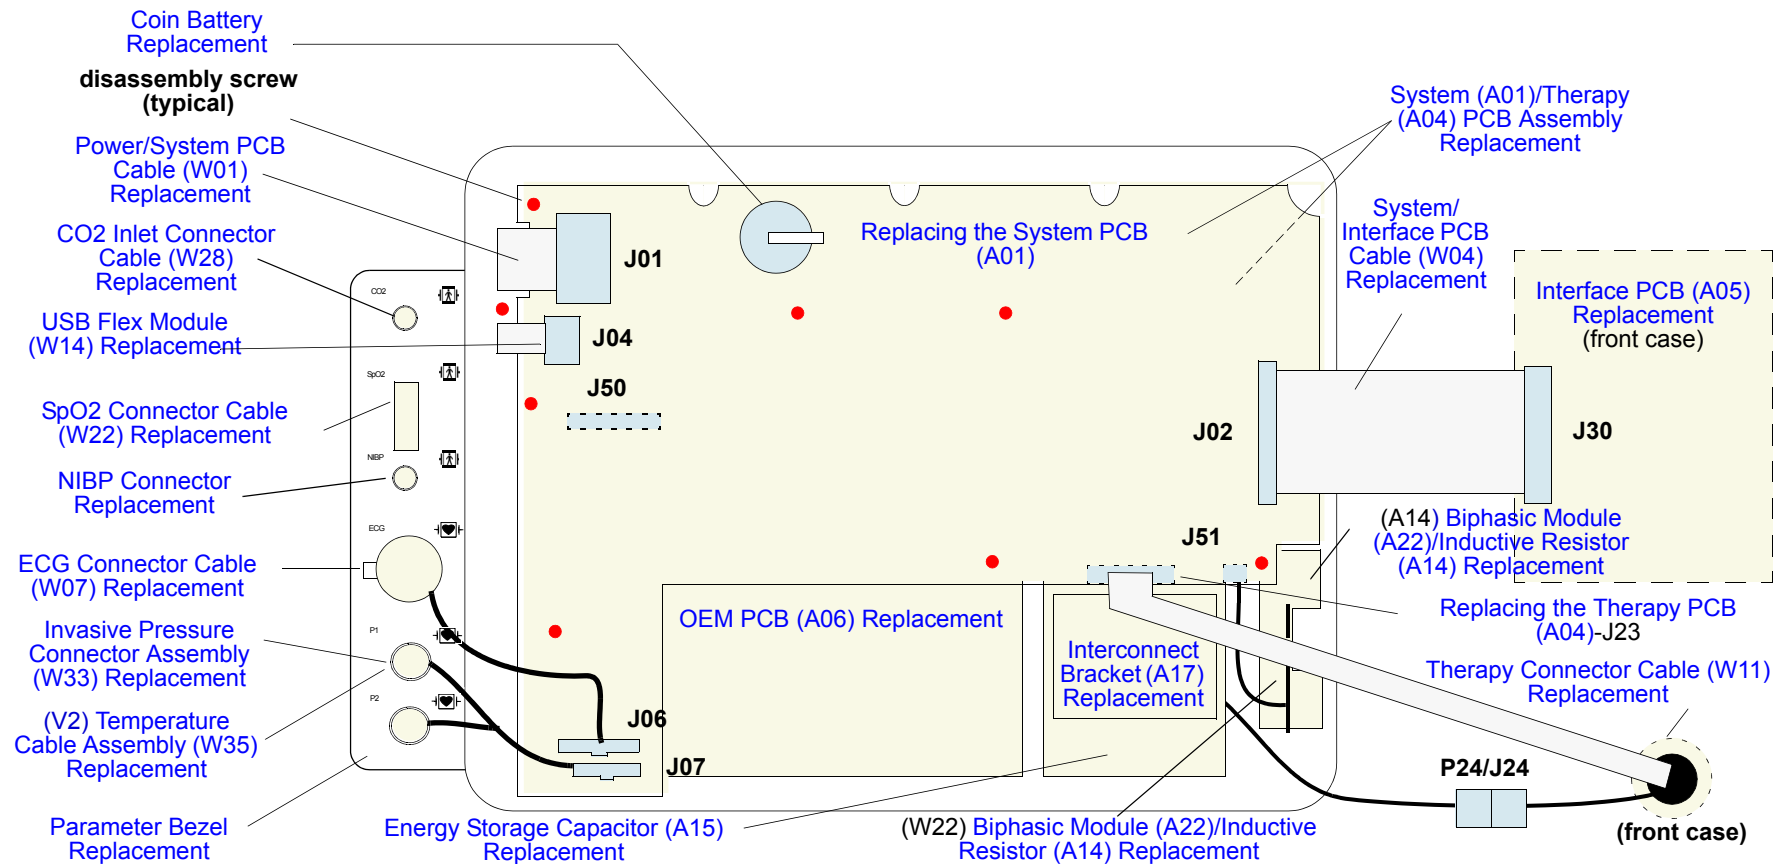 Coin Battery
Replacement
disassembly screw
(typical)
Power/System PCB
Cable (W01)
Replacement
CO2 Inlet Connector
Cable (W28)
Replacement
USB Flex Module
(W14) Replacement
SpO2 Connector Cable
(W22) Replacement
NIBP Connector
Replacement
ECG Connector Cable
(W07) Replacement
Invasive Pressure
Connector Assembly
(W33) Replacement
(V2) Temperature
Cable Assembly (W35)
Replacement
Parameter Bezel
Replacement
CO2
SpO2
NIBP
ECG
P1
P2
J01
J04
J50
J06
J07
Replacing the System PCB
(A01)
System (A01)/Therapy
(A04) PCB Assembly
Replacement
System/
Interface PCB
Cable (W04)
Replacement
Interface PCB (A05)
Replacement
(front case)
J02
J30
J51
(A14) Biphasic Module
(A22)/Inductive Resistor
(A14) Replacement
Replacing the Therapy PCB
(A04)-J23
Therapy Connector Cable (W11)
Replacement
OEM PCB (A06) Replacement
Interconnect
Bracket (A17)
Replacement
P24/J24
(front case)
Energy Storage Capacitor (A15)
Replacement
(W22) Biphasic Module (A22)/Inductive
Resistor (A14) Replacement